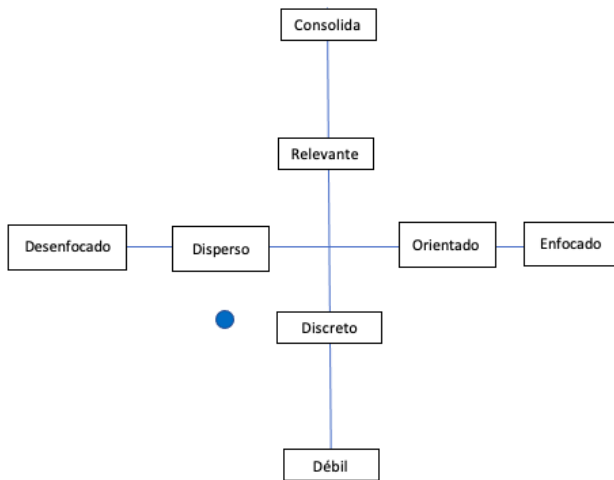 Consolida
Relevante
Desenfocado
Disperso
Orientado
Enfocado
Discreto
Débil